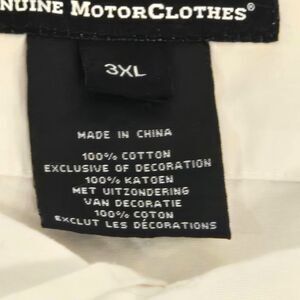 MOTORCLOTHES®
3XL
MADE IN CHINA
100% COTTON
EXCLUSIVE OF DECORATION
100% KATOEN
MET UITZONDERING
VAN DECORATIE
100% COTON
EXCLUT LES DÉCORATIONS